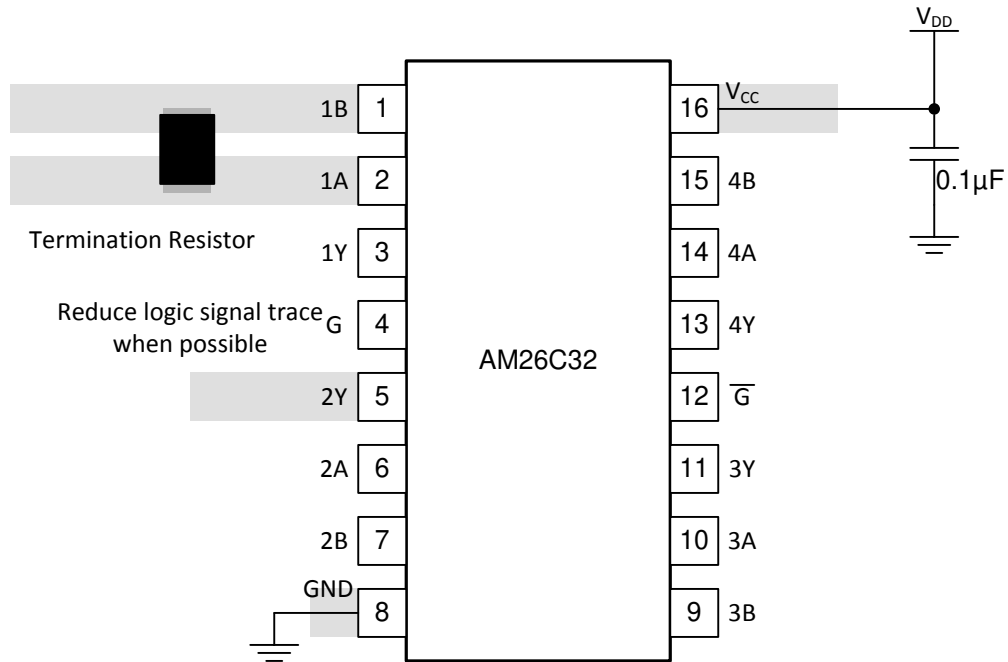 V_DD
1B 1 16 V_CC
1A 2 15 4B
0.1µF
Termination Resistor
1Y 3 14 4A
Reduce logic signal trace
when possible
G 4 13 4Y
AM26C32
2Y 5 12 G̅
2A 6 11 3Y
2B 7 10 3A
GND 8 9 3B